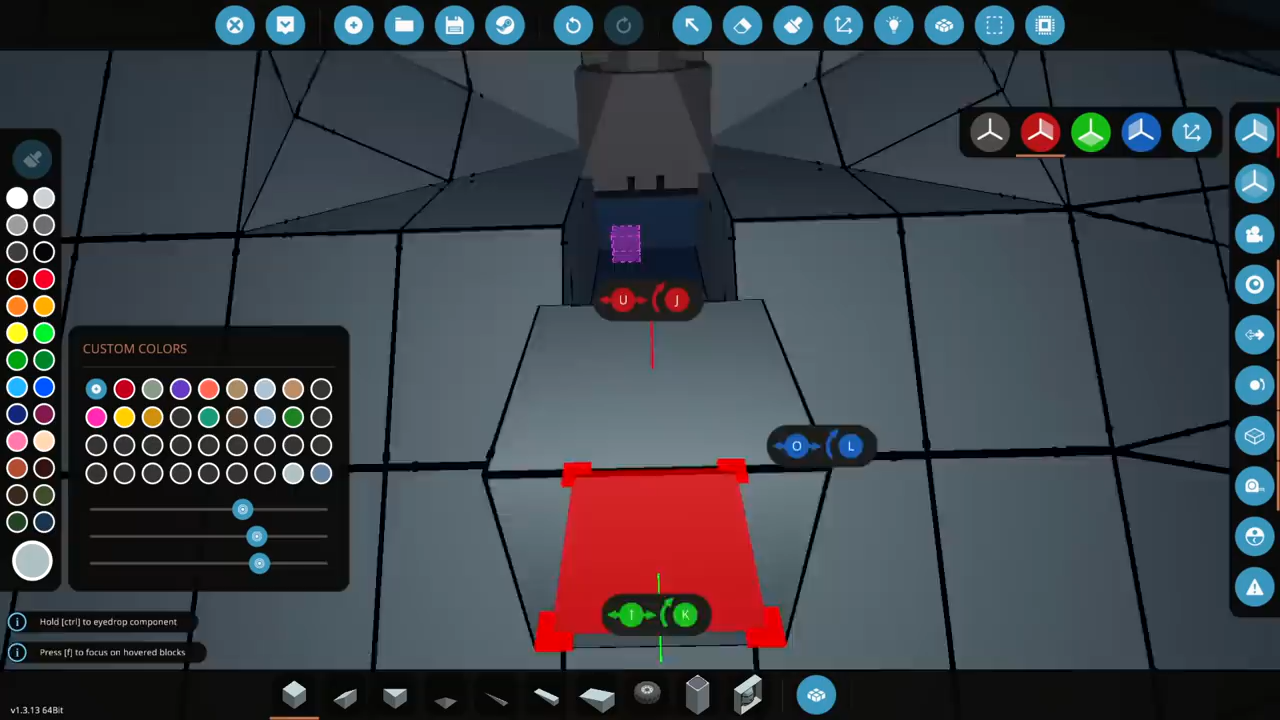 U J
CUSTOM COLORS
O L
T K
Hold [ctrl] to eyedrop component
Press [f] to focus on hovered blocks
v1.3.13 64Bit